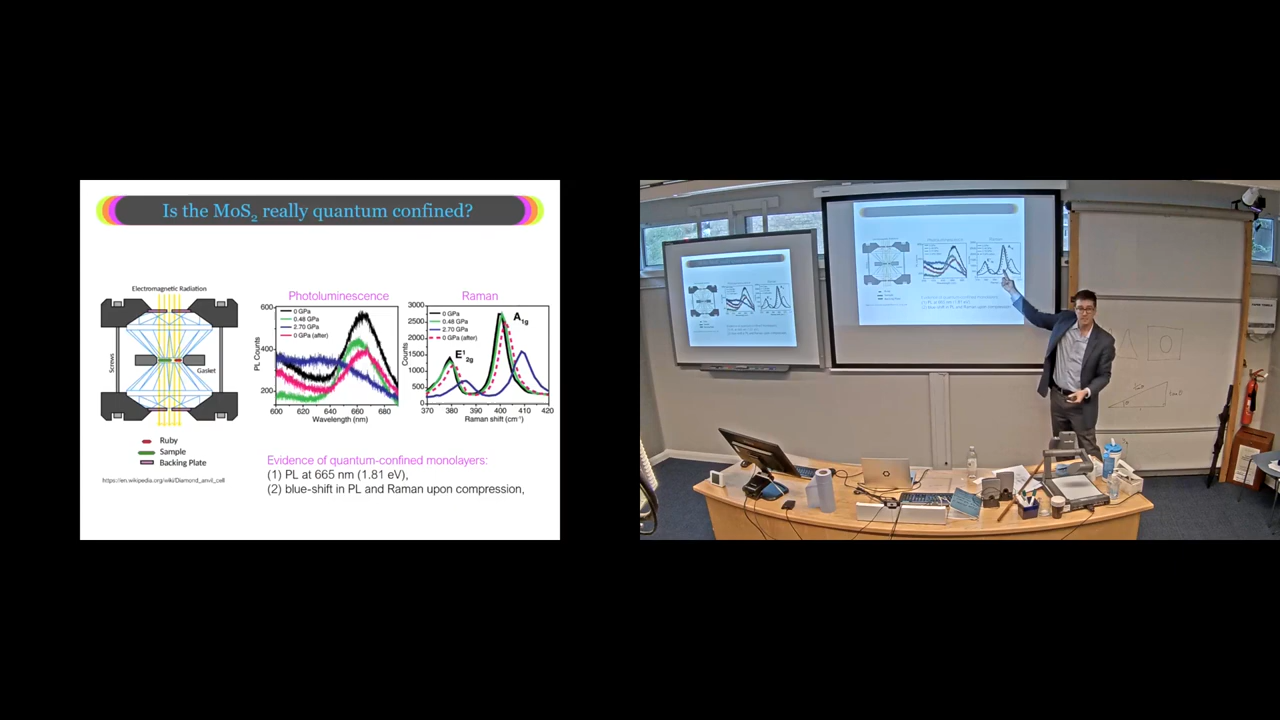 Is the MoS2 really quantum confined?
Electromagnetic Radiation
Screws
Gasket
Ruby
Sample
Backing Plate
https://en.wikipedia.org/wiki/Diamond_anvil_cell
Photoluminescence
600
400
200
PL Counts
0 GPa
0.48 GPa
2.70 GPa
0 GPa (after)
600 620 640 660 680
Wavelength (nm)
Raman
3000
2500
2000
1500
1000
500
0
Counts
0 GPa
0.48 GPa
2.70 GPa
0 GPa (after)
A1g
E12g
370 380 390 400 410 420
Raman shift (cm-1)
Evidence of quantum-confined monolayers:
(1) PL at 665 nm (1.81 eV),
(2) blue-shift in PL and Raman upon compression,
Photoluminescence
Raman